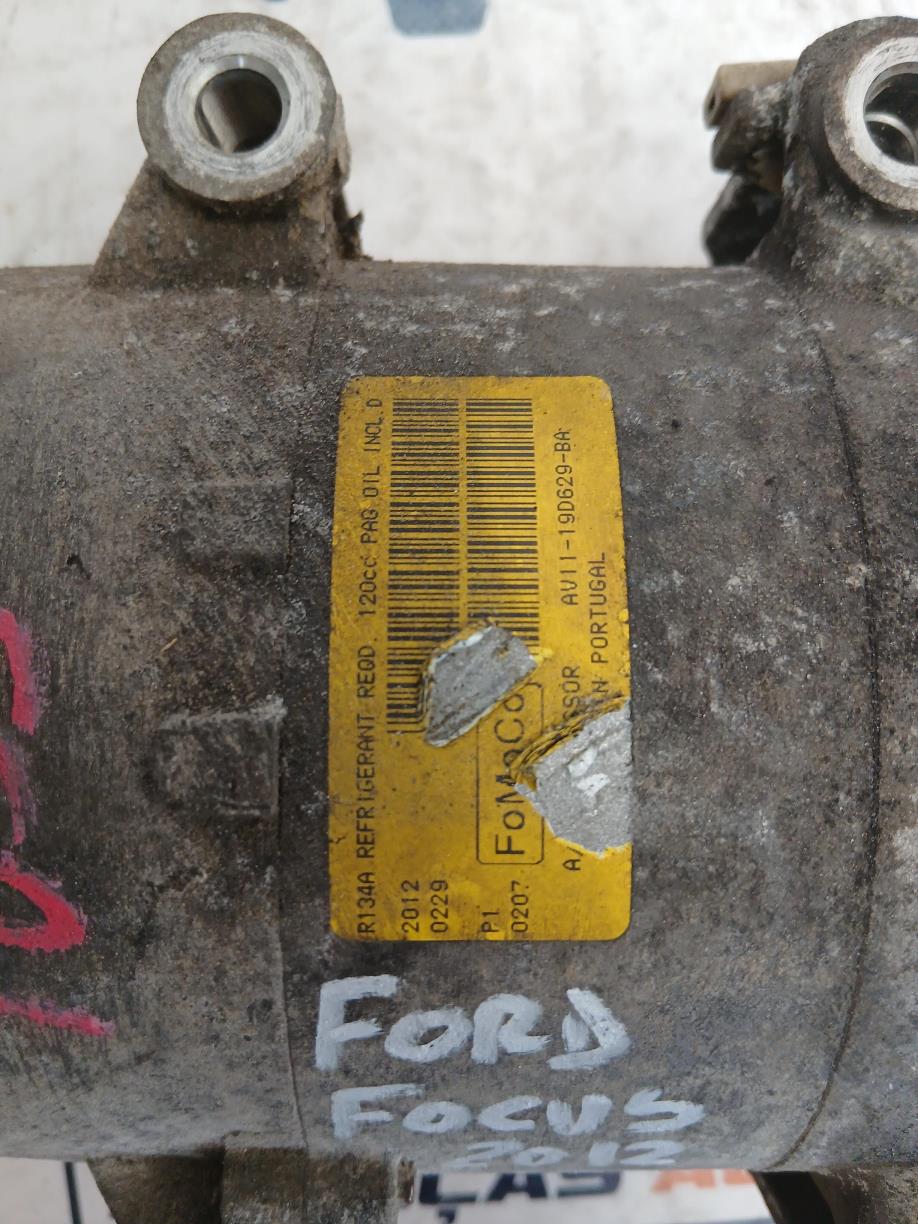 R134A REFRIGERANT REQD. 120cc PAG OIL INCL.D
2012
0229
P1
0207
FoMoCo
AV11-19D629-BA
PORTUGAL
FORD
FOCUS
2012